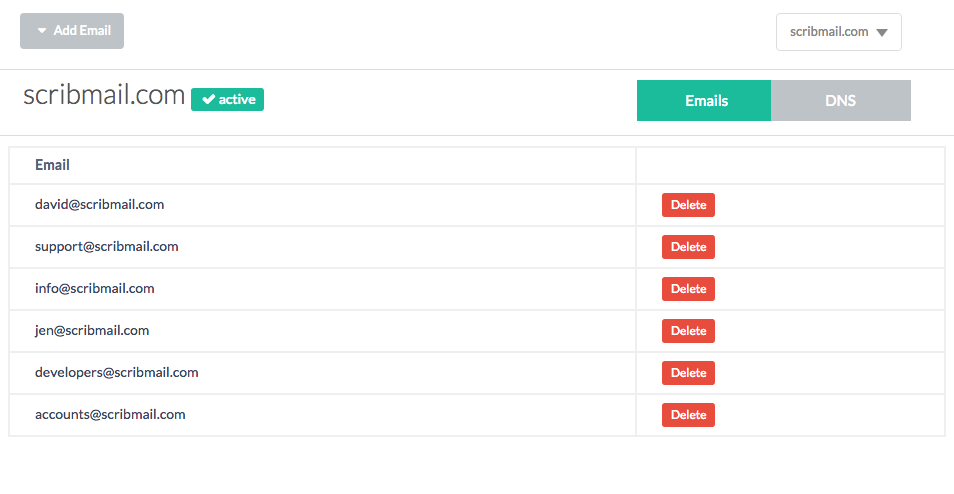 Add Email
scribmail.com
scribmail.com active
Emails DNS
Email
david@scribmail.com Delete
support@scribmail.com Delete
info@scribmail.com Delete
jen@scribmail.com Delete
developers@scribmail.com Delete
accounts@scribmail.com Delete